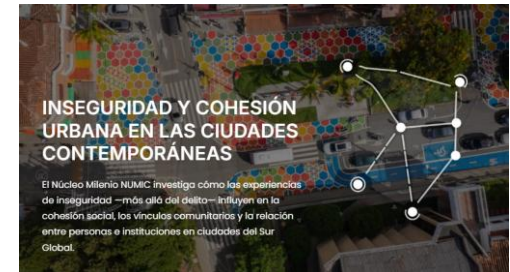 INSEGURIDAD Y COHESIÓN
URBANA EN LAS CIUDADES
CONTEMPORÁNEAS
El Núcleo Milenio NUMIC investiga cómo las experiencias
de inseguridad —más allá del delito— influyen en la
cohesión social, los vínculos comunitarios y la relación
entre personas e instituciones en ciudades del Sur
Global.